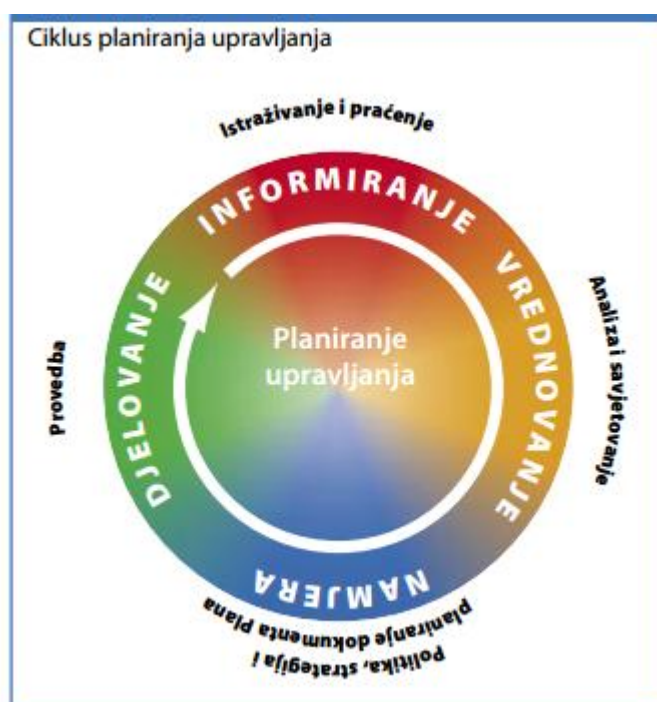 Ciklus planiranja upravljanja
Istraživanje i praćenje
INFORMIRANJE
VREDNOVANJE
Analiza i savjetovanje
NAMJERA
Politika, strategija i
planiranje dokumenta Plana
DJELOVANJE
Provedba
Planiranje
upravljanja